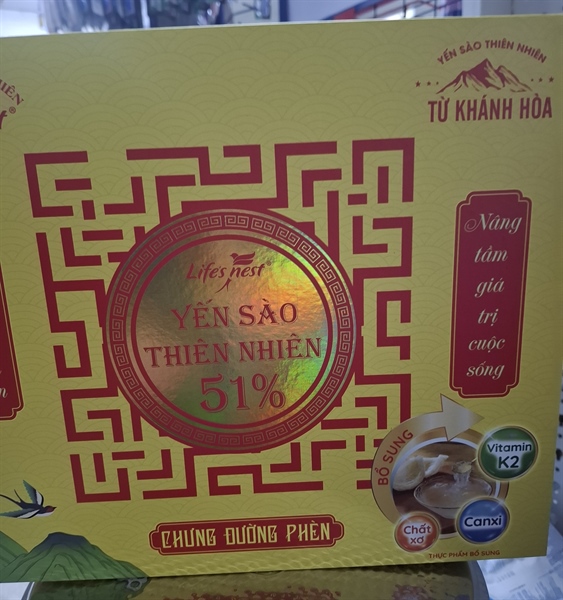 YẾN SÀO THIÊN NHIÊN
TỪ KHÁNH HÒA
Life's nest®
YẾN SÀO
THIÊN NHIÊN
51%
Nâng
tầm
giá
trị
cuộc
sống
BỔ SUNG
Vitamin
K2
Canxi
Chất
xơ
THỰC PHẨM BỔ SUNG
CHƯNG ĐƯỜNG PHÈN